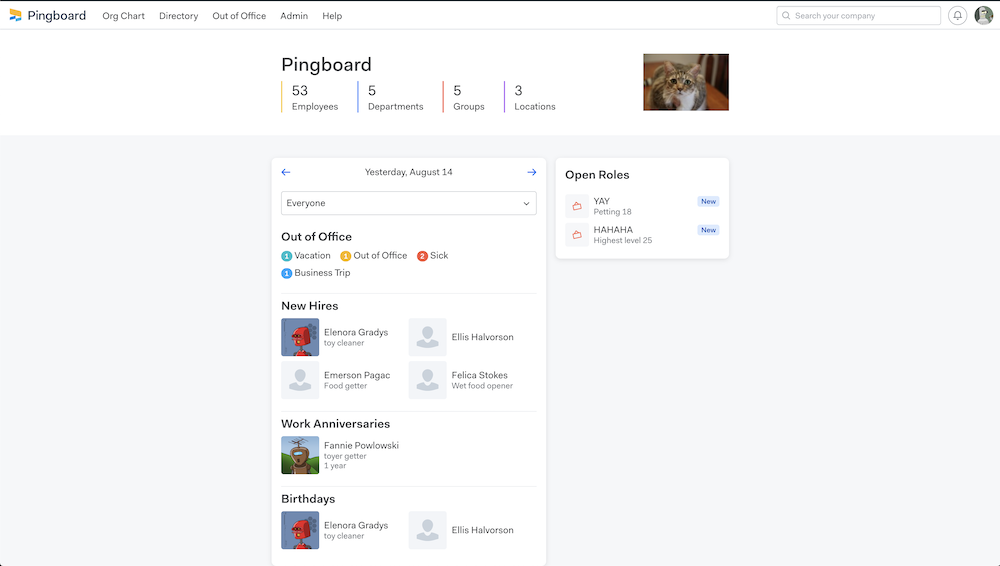 Pingboard Org Chart Directory Out of Office Admin Help Search your company
Pingboard
53 5 5 3
Employees Departments Groups Locations
Yesterday, August 14
Everyone
Out of Office
1 Vacation 1 Out of Office 2 Sick
1 Business Trip
New Hires
Elenora Gradys
toy cleaner
Ellis Halvorson
Emerson Pagac
Food getter
Felica Stokes
Wet food opener
Work Anniversaries
Fannie Powlowski
toyer getter
1 year
Birthdays
Elenora Gradys
toy cleaner
Ellis Halvorson
Open Roles
YAY New
Petting 18
HAHAHA New
Highest level 25